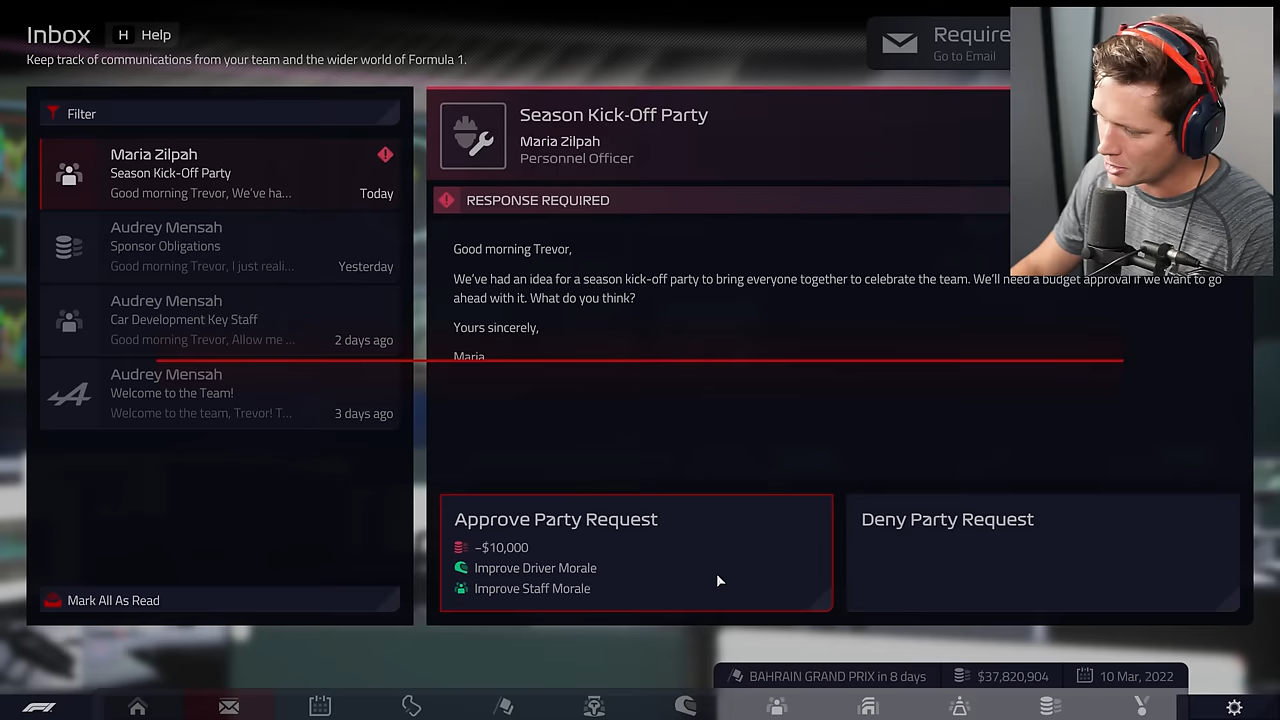 Inbox
H Help
Keep track of communications from your team and the wider world of Formula 1.
Require
Go to Email
Filter
Maria Zilpah
Season Kick-Off Party
Good morning Trevor, We've ha...
Today
Audrey Mensah
Sponsor Obligations
Good morning Trevor, I just reali...
Yesterday
Audrey Mensah
Car Development Key Staff
Good morning Trevor, Allow me ...
2 days ago
Audrey Mensah
Welcome to the Team!
Welcome to the team, Trevor! T...
3 days ago
Mark All As Read
Season Kick-Off Party
Maria Zilpah
Personnel Officer
RESPONSE REQUIRED
Good morning Trevor,
We've had an idea for a season kick-off party to bring everyone together to celebrate the team. We'll need a budget approval if we want to go
ahead with it. What do you think?
Yours sincerely,
Maria
Approve Party Request
-$10,000
Improve Driver Morale
Improve Staff Morale
Deny Party Request
BAHRAIN GRAND PRIX in 8 days
$37,820,904
10 Mar, 2022